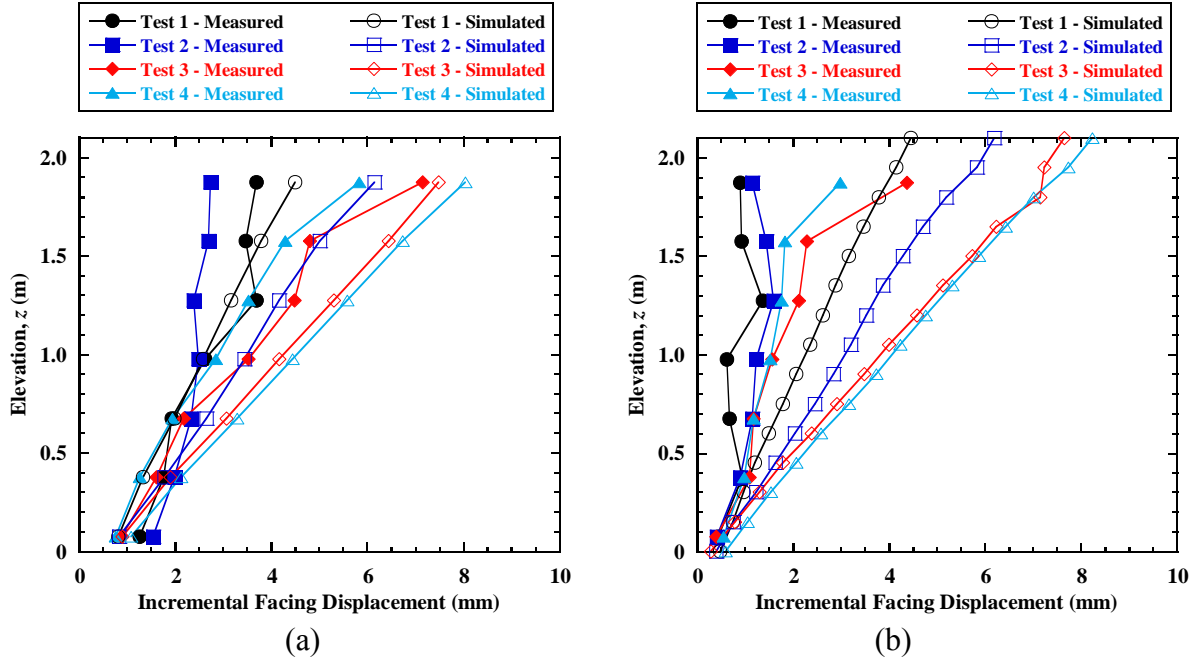 Test 1 - Measured Test 1 - Simulated
Test 2 - Measured Test 2 - Simulated
Test 3 - Measured Test 3 - Simulated
Test 4 - Measured Test 4 - Simulated
2.0
1.5
1.0
0.5
0
Elevation, z (m)
0 2 4 6 8 10
Incremental Facing Displacement (mm)
(a)
Test 1 - Measured Test 1 - Simulated
Test 2 - Measured Test 2 - Simulated
Test 3 - Measured Test 3 - Simulated
Test 4 - Measured Test 4 - Simulated
2.0
1.5
1.0
0.5
0
Elevation, z (m)
0 2 4 6 8 10
Incremental Facing Displacement (mm)
(b)